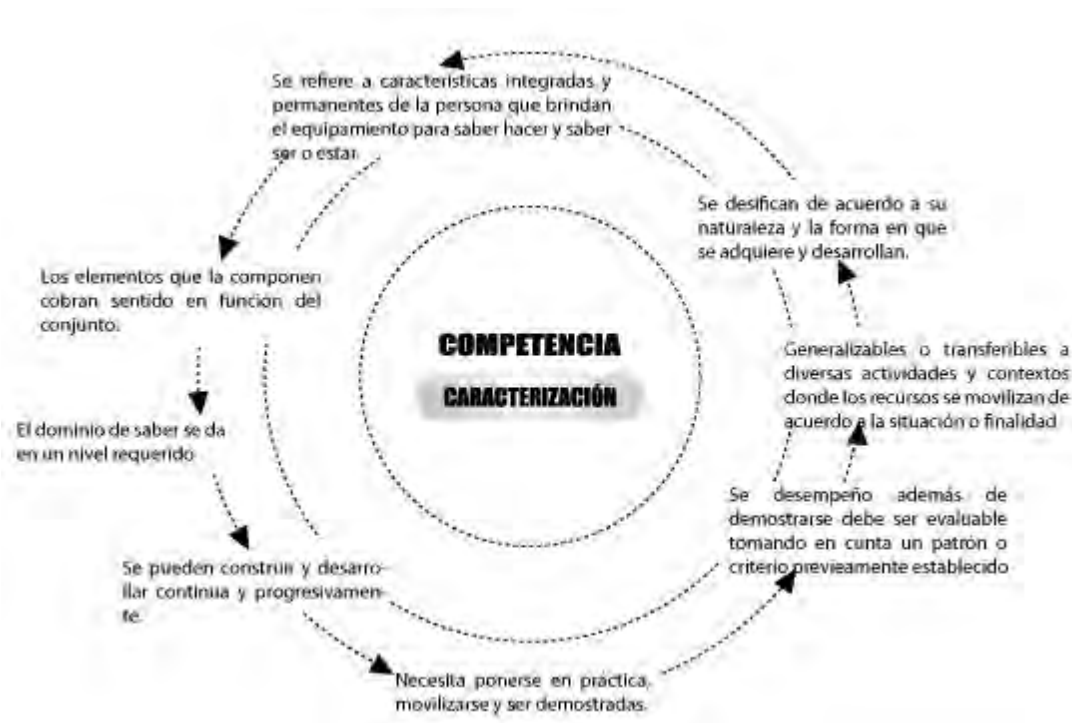 Se refiere a características integradas y
permanentes de la persona que brindan
el equipamiento para saber hacer y saber
ser o estar.
Los elementos que la componen
cobran sentido en función del
conjunto.
El dominio de saber se da
en un nivel requerido
Se pueden construir y desarro-
llar continua y progresivamen-
te.
Necesita ponerse en práctica,
movilizarse y ser demostradas.
Se desempeño además de
demostrarse debe ser evaluable
tomando en cunta un patrón o
criterio previeamente establecido
Generalizables o transferibles a
diversas actividades y contextos
donde los recursos se movilizan de
acuerdo a la situación o finalidad
Se desifican de acuerdo a su
naturaleza y la forma en que
se adquiere y desarrollan.
COMPETENCIA
CARACTERIZACIÓN